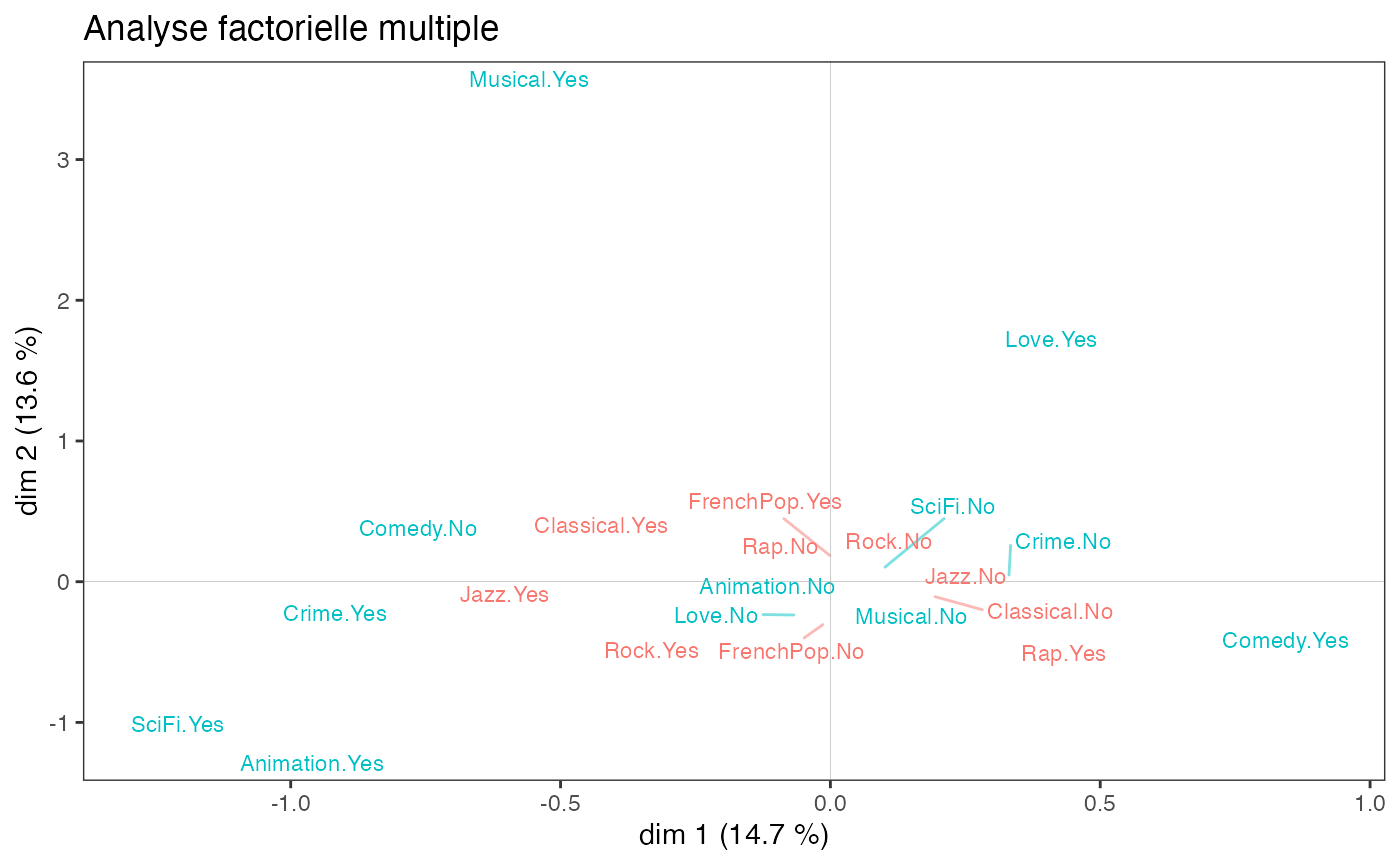 Analyse factorielle multiple
Musical.Yes
3
2
Love.Yes
dim 2 (13.6 %)
1
FrenchPop.Yes
SciFi.No
Comedy.No
Classical.Yes
Rap.No
Rock.No
Crime.No
0
Jazz.No
Animation.No
Jazz.Yes
Crime.Yes
Love.No
Musical.No
Classical.No
Comedy.Yes
Rock.Yes
FrenchPop.No
Rap.Yes
-1
SciFi.Yes
Animation.Yes
-1.0
-0.5
0.0
0.5
1.0
dim 1 (14.7 %)